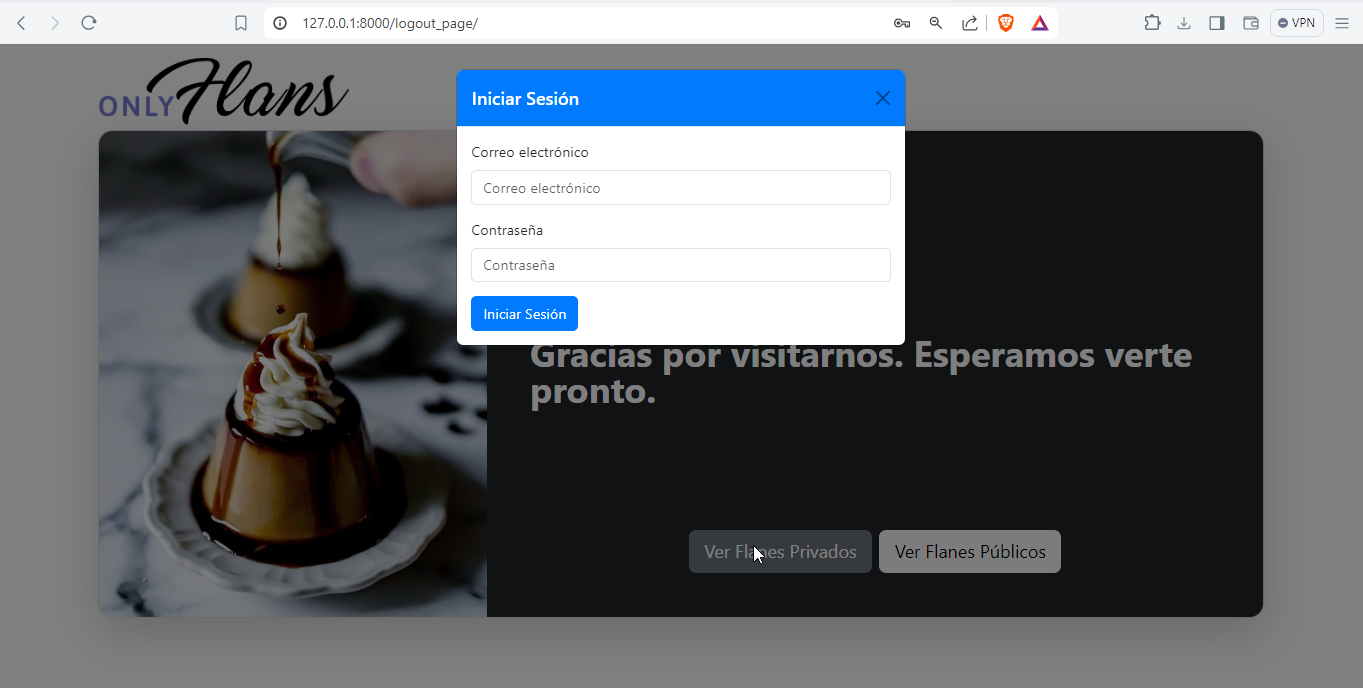 127.0.0.1:8000/logout_page/
VPN
ONLY Flans
Iniciar Sesión
Correo electrónico
Correo electrónico
Contraseña
Contraseña
Iniciar Sesión
Gracias por visitarnos. Esperamos verte
pronto.
Ver Flanes Privados
Ver Flanes Públicos